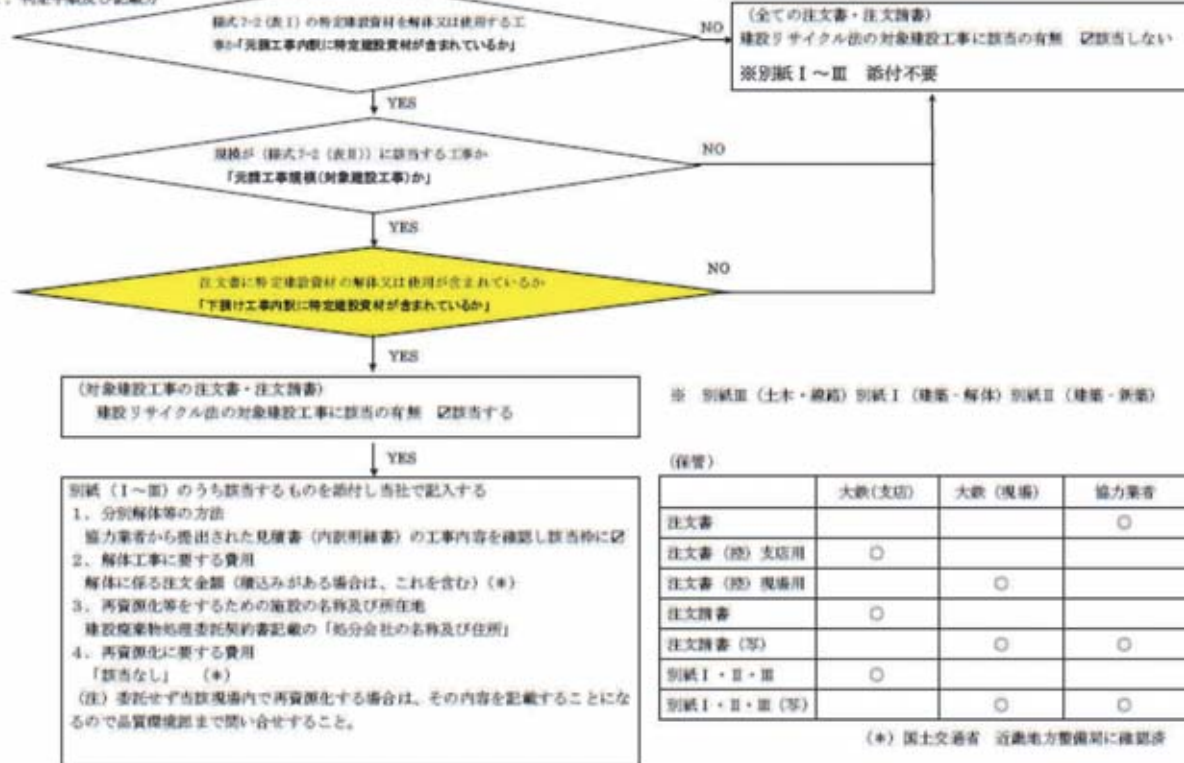 様式7-2(表Ⅰ)の特定建設資材を解体又は使用する工
事か「元請工事内訳に特定建設資材が含まれているか」
NO
(全ての注文書・注文請書)
建設リサイクル法の対象建設工事に該当の有無 ☑該当しない
※別紙Ⅰ～Ⅲ 添付不要
YES
規模が(様式7-2(表Ⅱ))に該当する工事か
「元請工事規模(対象建設工事)か」
NO
YES
注文書に特定建設資材の解体又は使用が含まれているか
「下請け工事内訳に特定建設資材が含まれているか」
NO
YES
(対象建設工事の注文書・注文請書)
建設リサイクル法の対象建設工事に該当の有無 ☑該当する
※ 別紙Ⅲ(土木・線路)別紙Ⅰ(建築-解体)別紙Ⅱ(建築-新築)
YES
別紙(Ⅰ～Ⅲ)のうち該当するものを添付し当社で記入する
1. 分別解体等の方法
協力業者から提出された見積書(内訳明細書)の工事内容を確認し該当枠に☑
2. 解体工事に要する費用
解体に係る注文金額(積込みがある場合は、これを含む)(*)
3. 再資源化等をするための施設の名称及び所在地
建設廃棄物処理委託契約書記載の「処分会社の名称及び住所」
4. 再資源化に要する費用
「該当なし」 (*)
(注)委託せず当該現場内で再資源化する場合は、その内容を記載することにな
るので品質環境部まで問い合せすること。
(保管)
大鉄(支店) 大鉄(現場) 協力業者
注文書 ○
注文書(控)支店用 ○
注文書(控)現場用 ○
注文請書 ○
注文請書(写) ○ ○
別紙Ⅰ・Ⅱ・Ⅲ ○
別紙Ⅰ・Ⅱ・Ⅲ(写) ○ ○
(*)国土交通省 近畿地方整備局に確認済